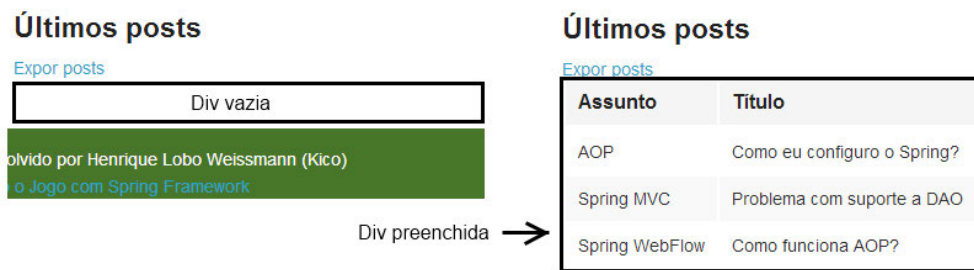 Últimos posts
Expor posts
Div vazia
olvido por Henrique Lobo Weissmann (Kico)
o Jogo com Spring Framework
Div preenchida
Últimos posts
Expor posts
Assunto Título
AOP Como eu configuro o Spring?
Spring MVC Problema com suporte a DAO
Spring WebFlow Como funciona AOP?